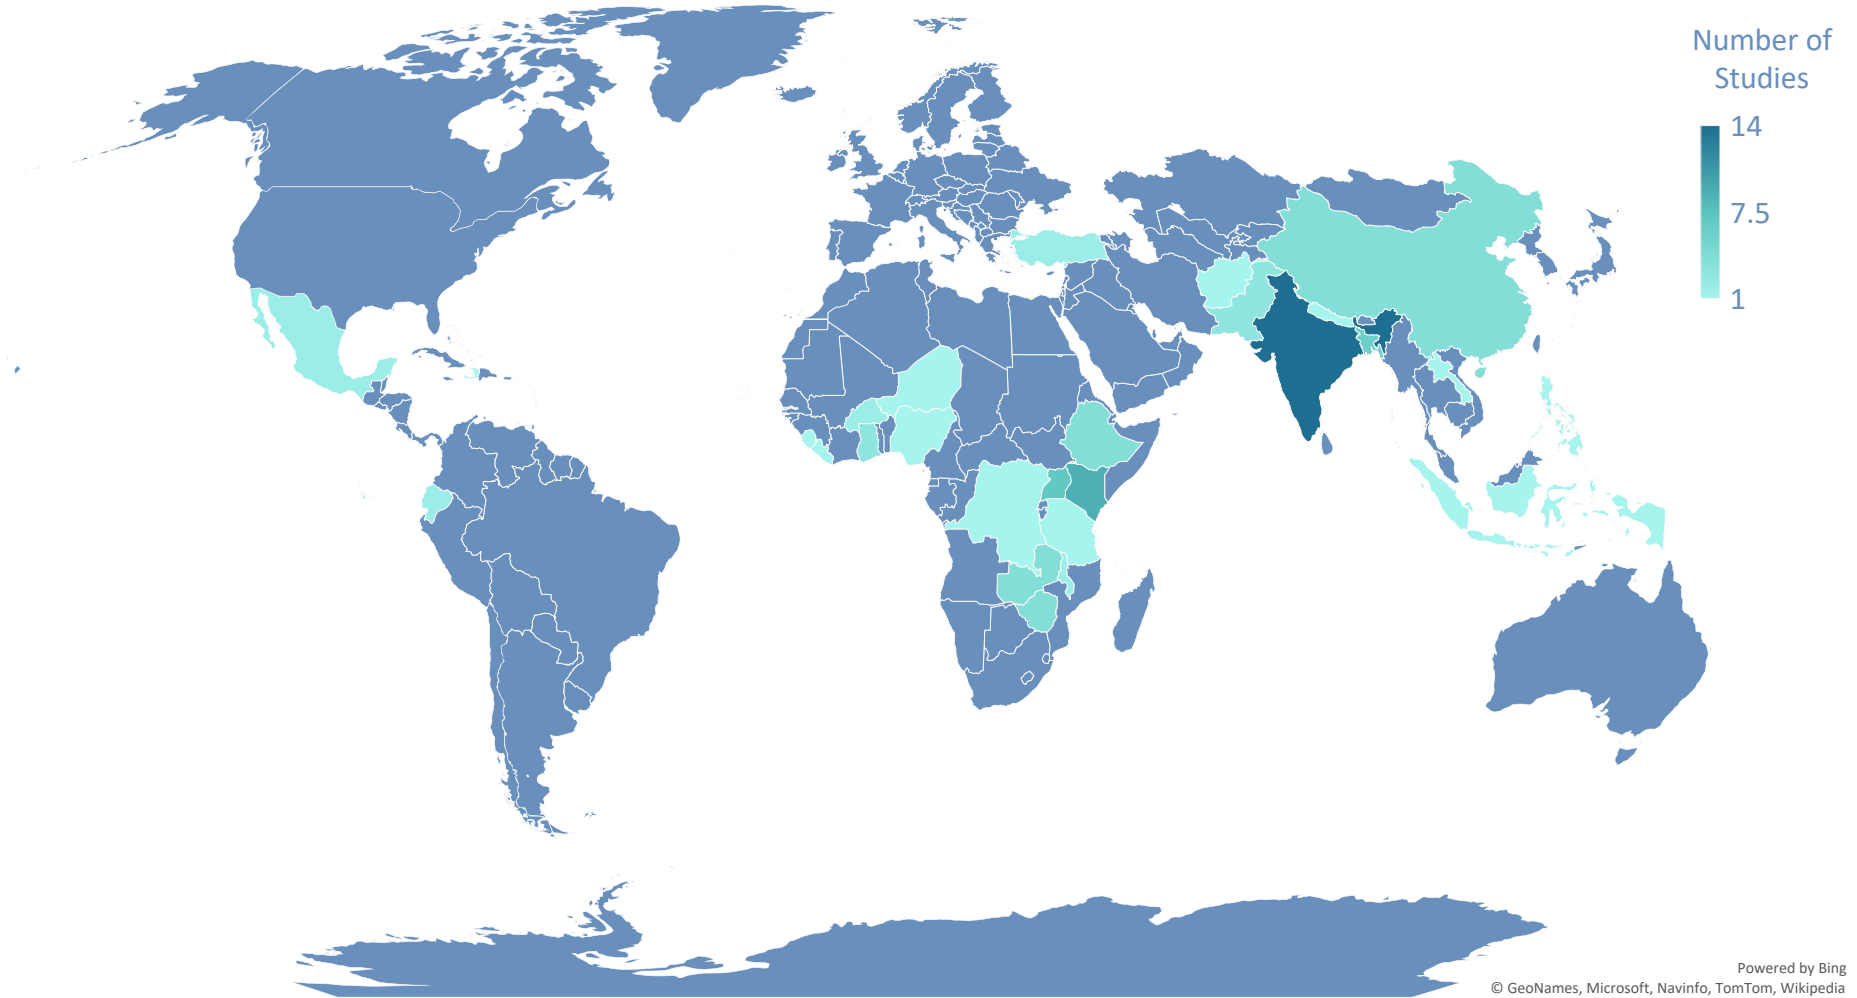 Number of
Studies
14
7.5
1
Powered by Bing
© GeoNames, Microsoft, Navinfo, TomTom, Wikipedia